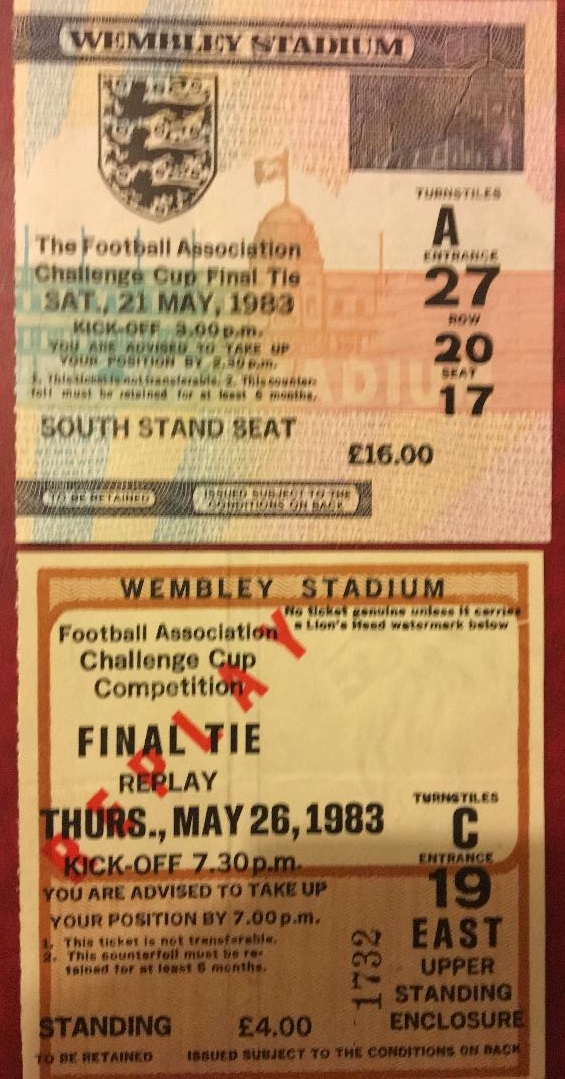 WEMBLEY STADIUM
TURNSTILES
A
ENTRANCE
27
ROW
20
SEAT
17
The Football Association
Challenge Cup Final Tie
SAT., 21 MAY, 1983
KICK-OFF 3.00 p.m.
YOU ARE ADVISED TO TAKE UP
YOUR POSITION BY 2.30 p.m.
1. This ticket is not transferable. 2. This counter-
foil must be retained for at least 6 months.
SOUTH STAND SEAT
£16.00
TO BE RETAINED
ISSUED SUBJECT TO THE
CONDITIONS ON BACK
WEMBLEY STADIUM
No ticket genuine unless it carries
a Lion's Head watermark below
Football Association
Challenge Cup
Competition
FINAL TIE
REPLAY
REPLAY
THURS., MAY 26, 1983
KICK-OFF 7.30 p.m.
YOU ARE ADVISED TO TAKE UP
YOUR POSITION BY 7.00 p.m.
1. This ticket is not transferable.
2. This counterfoil must be re-
tained for at least 6 months.
TURNSTILES
C
ENTRANCE
19
EAST
UPPER
STANDING
ENCLOSURE
1732
STANDING £4.00
TO BE RETAINED ISSUED SUBJECT TO THE CONDITIONS ON BACK